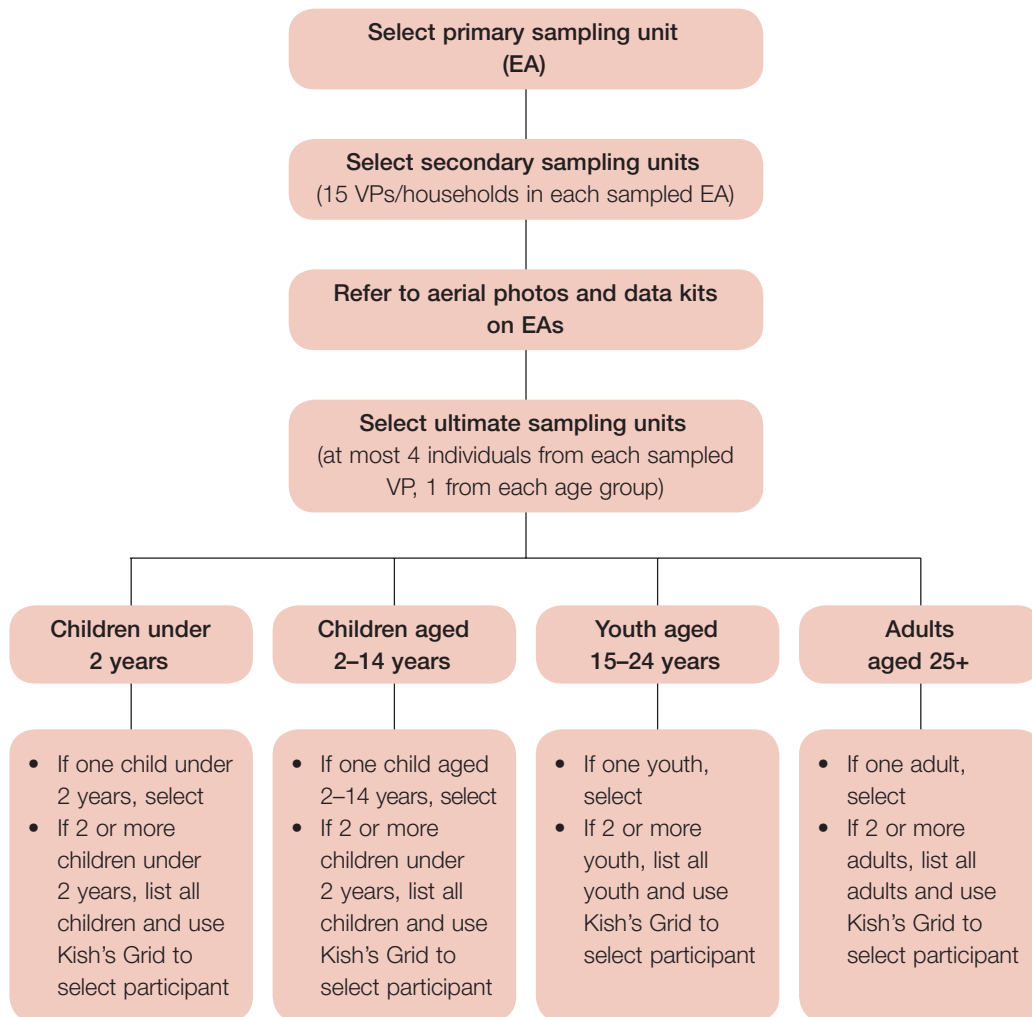 Select primary sampling unit
(EA)
Select secondary sampling units
(15 VPs/households in each sampled EA)
Refer to aerial photos and data kits
on EAs
Select ultimate sampling units
(at most 4 individuals from each sampled
VP, 1 from each age group)
Children under
2 years
• If one child under
2 years, select
• If 2 or more
children under
2 years, list all
children and use
Kish’s Grid to
select participant
Children aged
2–14 years
• If one child aged
2–14 years, select
• If 2 or more
children under
2 years, list all
children and use
Kish’s Grid to
select participant
Youth aged
15–24 years
• If one youth,
select
• If 2 or more
youth, list all
youth and use
Kish’s Grid to
select participant
Adults
aged 25+
• If one adult,
select
• If 2 or more
adults, list all
adults and use
Kish’s Grid to
select participant